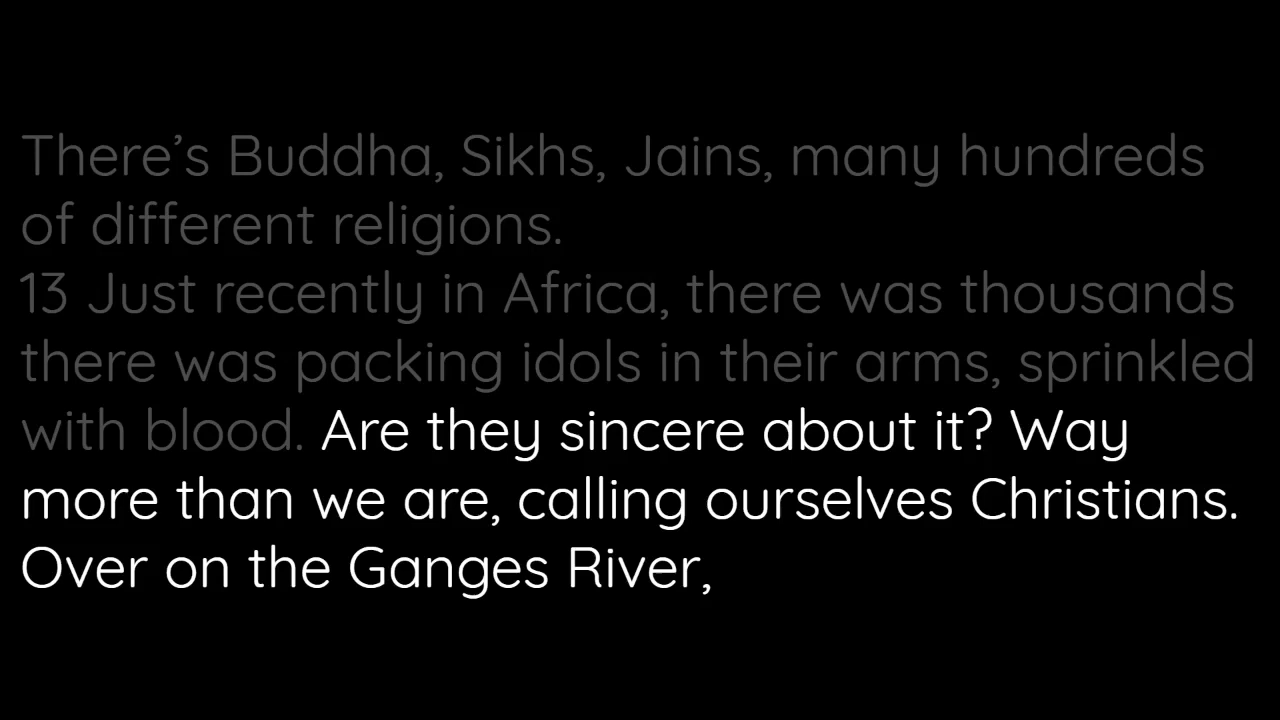 There’s Buddha, Sikhs, Jains, many hundreds
of different religions.
13 Just recently in Africa, there was thousands
there was packing idols in their arms, sprinkled
with blood. Are they sincere about it? Way
more than we are, calling ourselves Christians.
Over on the Ganges River,